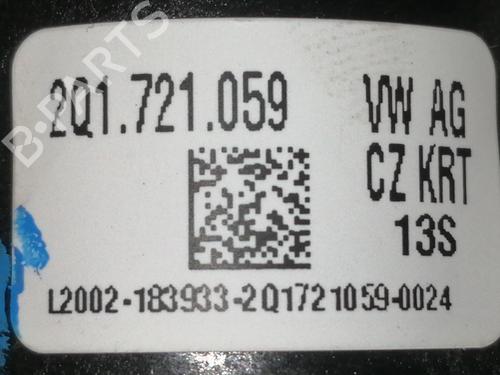 2Q1.721.059 VW AG
CZ KRT
13S
L2002-183933-2Q1721059-0024
B-PARTS